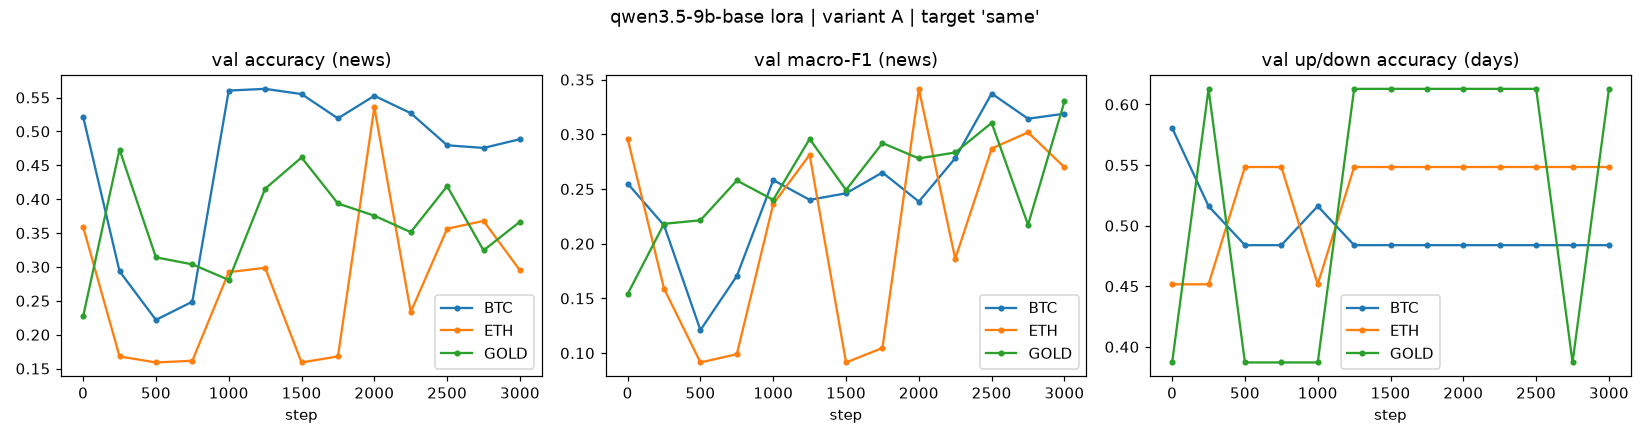 qwen3.5-9b-base lora | variant A | target 'same'
val accuracy (news)
0.55
0.50
0.45
0.40
0.35
0.30
0.25
0.20
0.15
BTC
ETH
GOLD
0 500 1000 1500 2000 2500 3000
step
val macro-F1 (news)
0.35
0.30
0.25
0.20
0.15
0.10
BTC
ETH
GOLD
0 500 1000 1500 2000 2500 3000
step
val up/down accuracy (days)
0.60
0.55
0.50
0.45
0.40
BTC
ETH
GOLD
0 500 1000 1500 2000 2500 3000
step